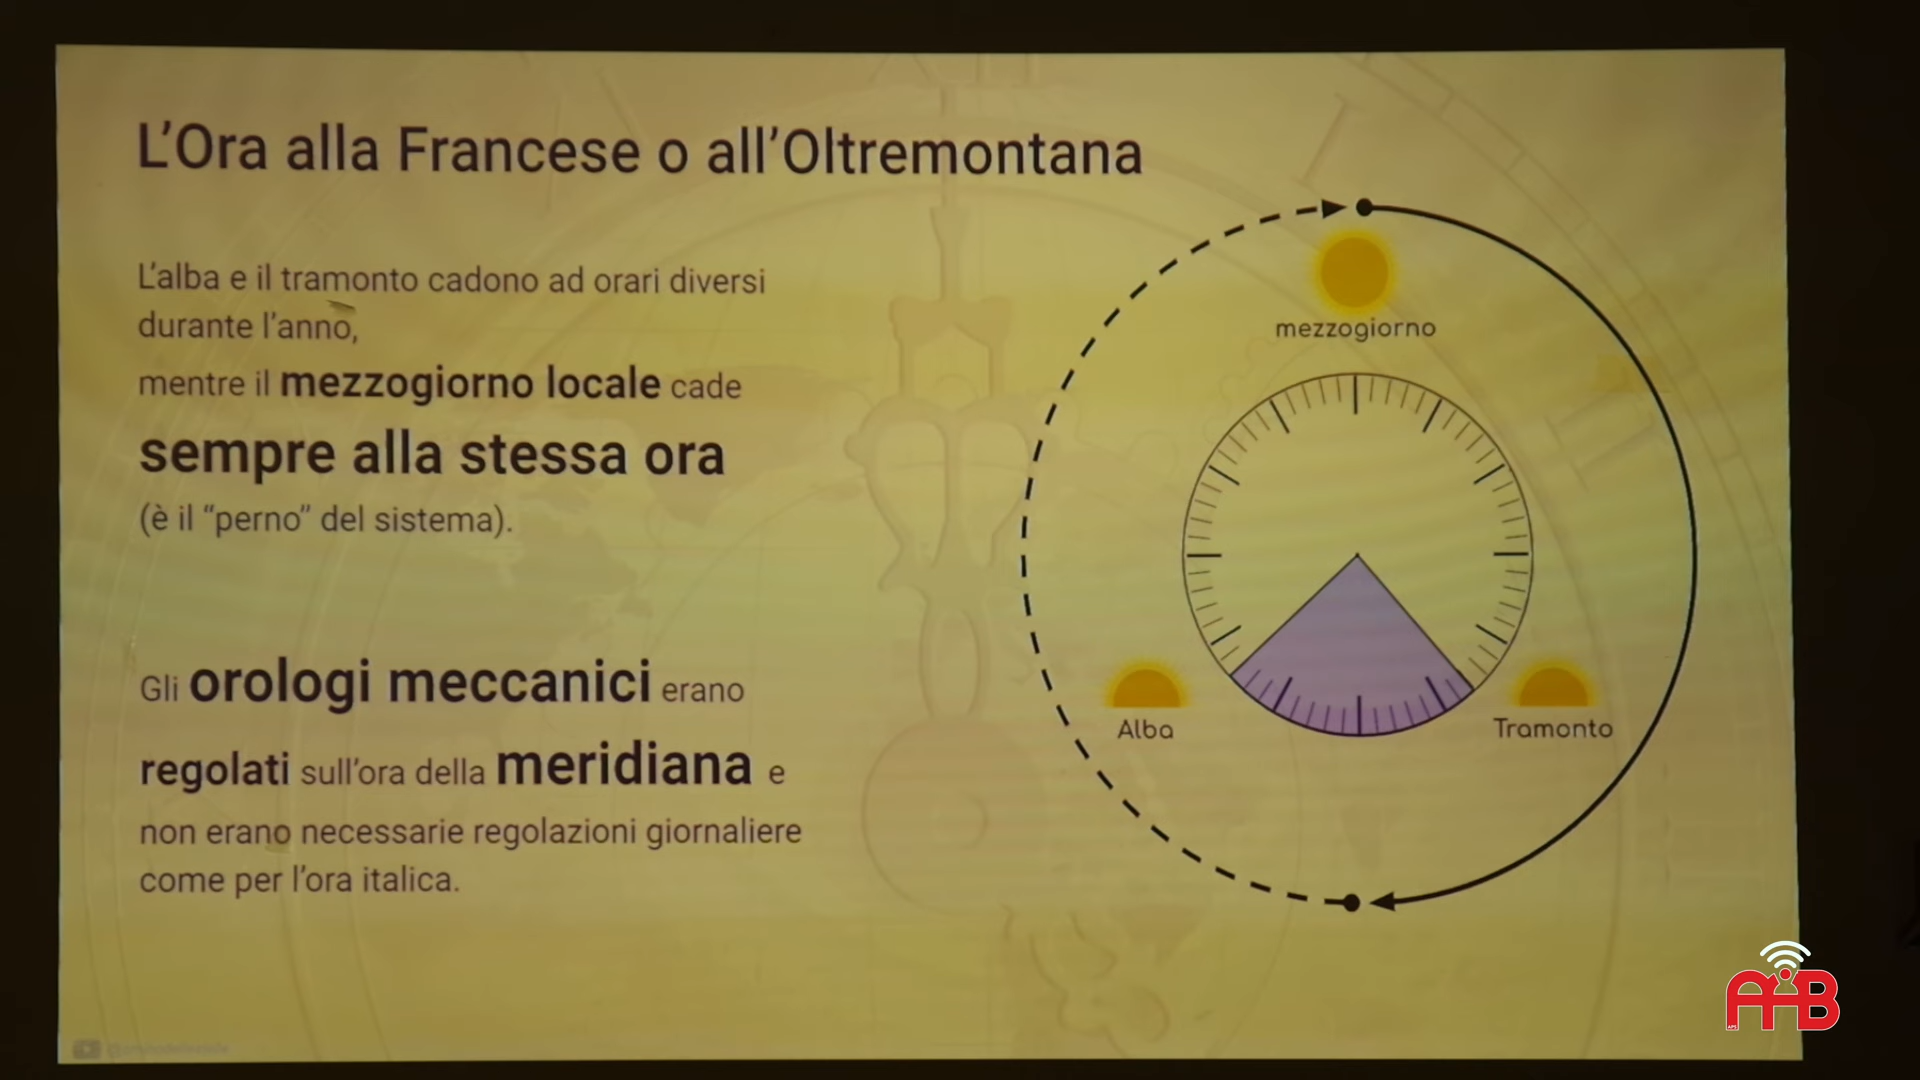 L'Ora alla Francese o all'Oltremontana
L'alba e il tramonto cadono ad orari diversi
durante l'anno,
mentre il mezzogiorno locale cade
sempre alla stessa ora
(è il “perno” del sistema).
Gli orologi meccanici erano
regolati sull'ora della meridiana e
non erano necessarie regolazioni giornaliere
come per l'ora italica.
mezzogiorno
Alba
Tramonto
AIB
APS